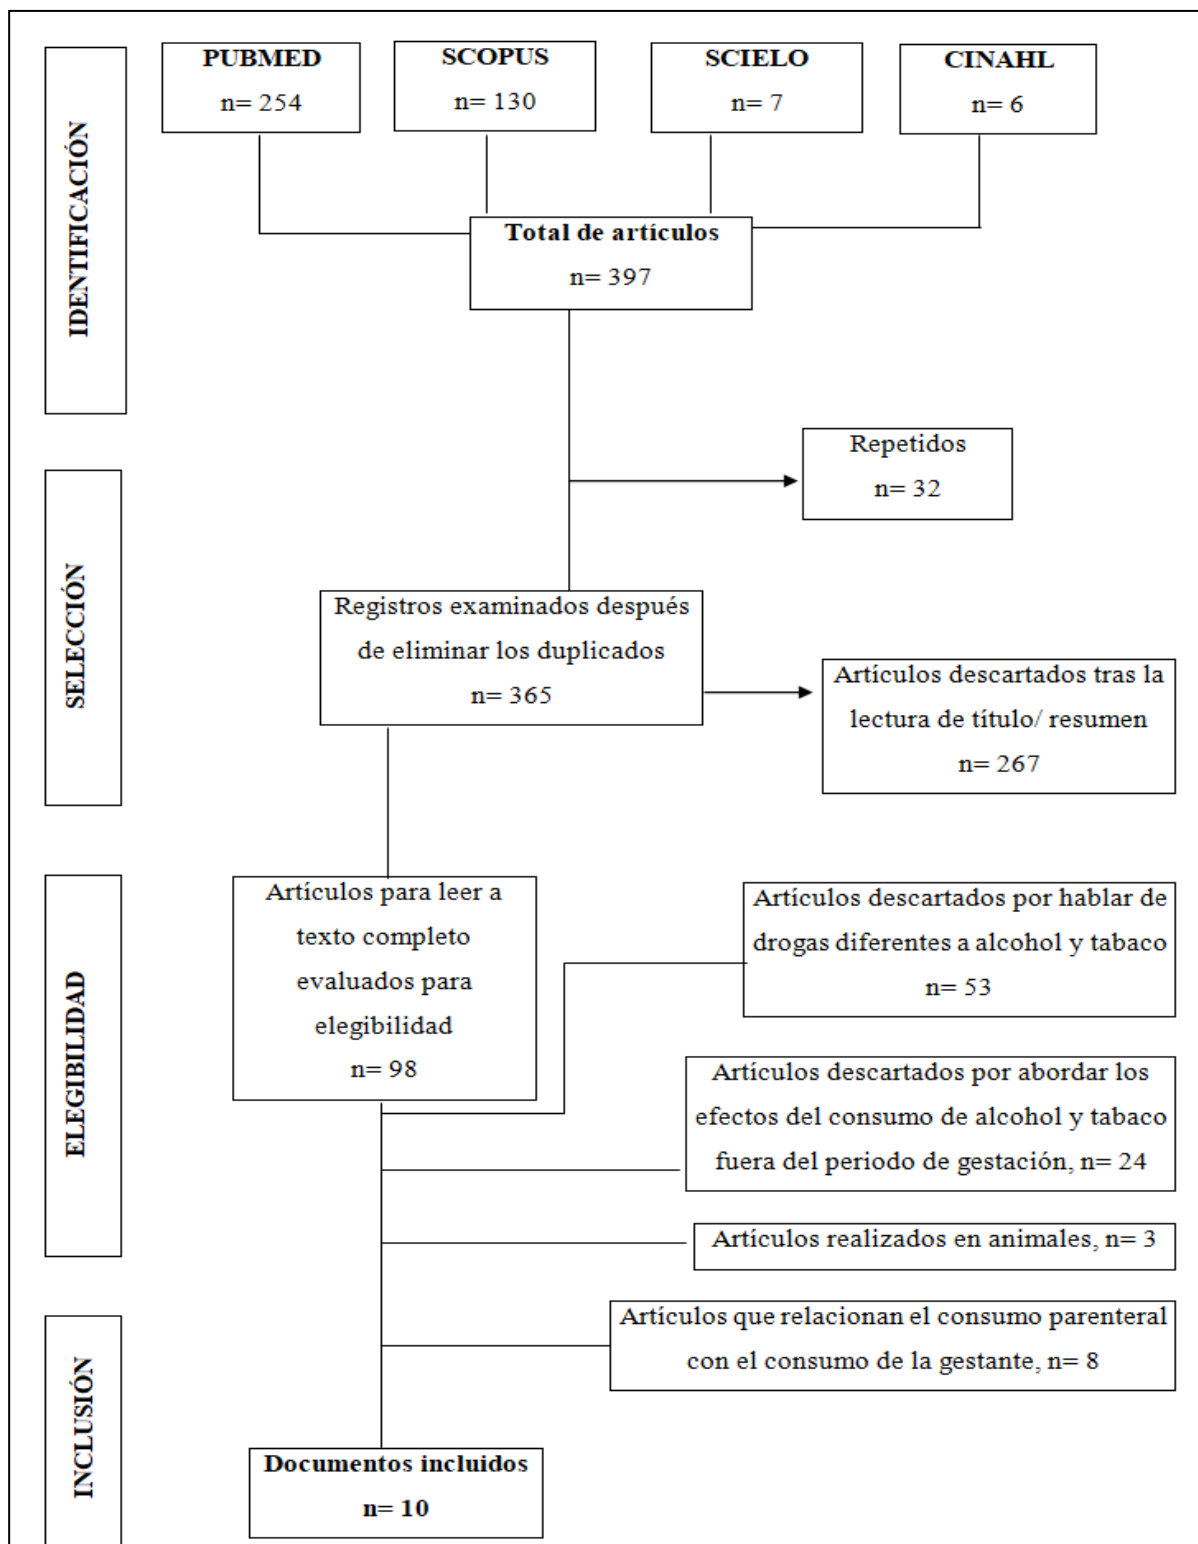 PUBMED
n= 254
SCOPUS
n= 130
SCIELO
n= 7
CINAHL
n= 6
IDENTIFICACIÓN
Total de artículos
n= 397
Repetidos
n= 32
SELECCIÓN
Registros examinados después
de eliminar los duplicados
n= 365
Artículos descartados tras la
lectura de título/ resumen
n= 267
ELEGIBILIDAD
Artículos para leer a
texto completo
evaluados para
elegibilidad
n= 98
Artículos descartados por hablar de
drogas diferentes a alcohol y tabaco
n= 53
Artículos descartados por abordar los
efectos del consumo de alcohol y tabaco
fuera del periodo de gestación, n= 24
Artículos realizados en animales, n= 3
Artículos que relacionan el consumo parenteral
con el consumo de la gestante, n= 8
INCLUSIÓN
Documentos incluidos
n= 10